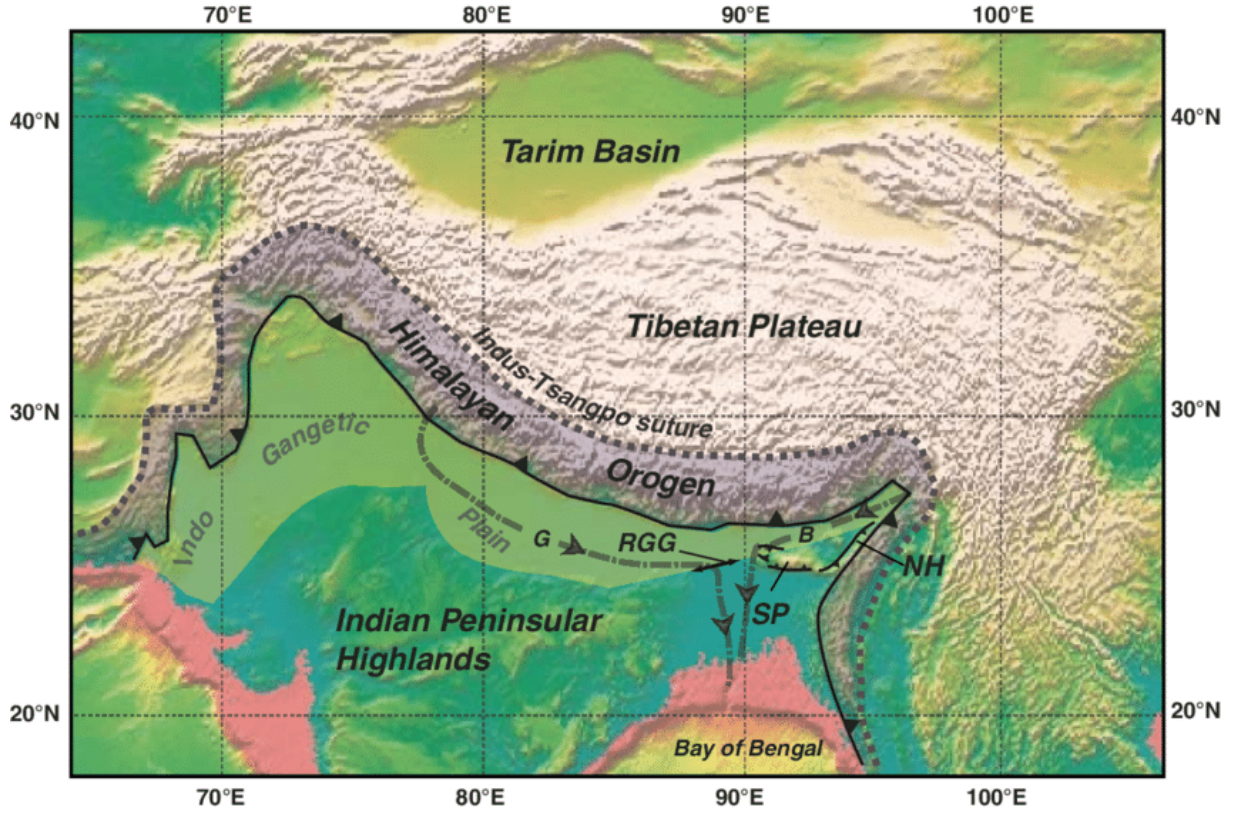 70°E 80°E 90°E 100°E
40°N 40°N
Tarim Basin
Tibetan Plateau
Himalayan
Indus-Tsangpo suture
30°N 30°N
Gangetic
Orogen
Indo
Plain
G RGG B
NH
SP
Indian Peninsular
Highlands
20°N 20°N
Bay of Bengal
70°E 80°E 90°E 100°E